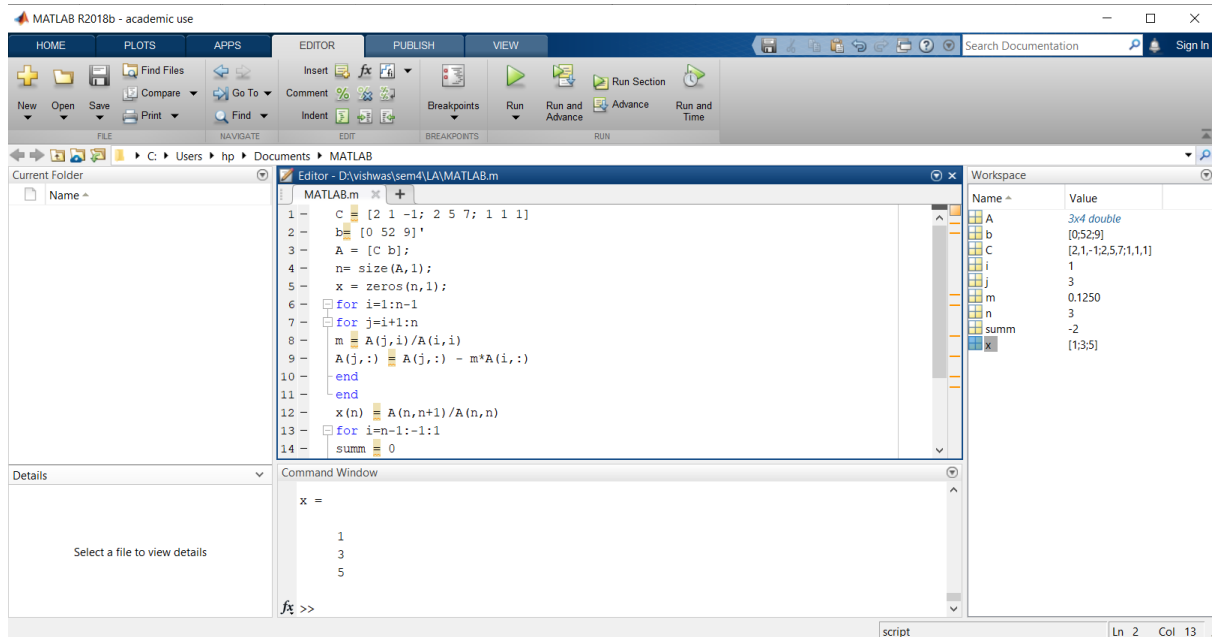 MATLAB R2018b - academic use
HOME PLOTS APPS EDITOR PUBLISH VIEW Search Documentation Sign In
New Open Save Find Files Compare Print
FILE
Go To Find
NAVIGATE
Insert fx
Comment %
Indent
EDIT
Breakpoints
BREAKPOINTS
Run Run and Advance Run Section Advance Run and Time
RUN
C: Users hp Documents MATLAB
Current Folder
Name
Details
Select a file to view details
Editor - D:\vishwas\sem4\LA\MATLAB.m
MATLAB.m +
1 - C = [2 1 -1; 2 5 7; 1 1 1]
2 - b= [0 52 9]'
3 - A = [C b];
4 - n= size(A,1);
5 - x = zeros(n,1);
6 - for i=1:n-1
7 - for j=i+1:n
8 - m = A(j,i)/A(i,i)
9 - A(j,:) = A(j,:) - m*A(i,:)
10 - end
11 - end
12 - x(n) = A(n,n+1)/A(n,n)
13 - for i=n-1:-1:1
14 - summ = 0
Command Window
x =
1
3
5
fx >>
Workspace
Name Value
A 3x4 double
b [0;52;9]
C [2,1,-1;2,5,7;1,1,1]
i 1
j 3
m 0.1250
n 3
summ -2
x [1;3;5]
script Ln 2 Col 13